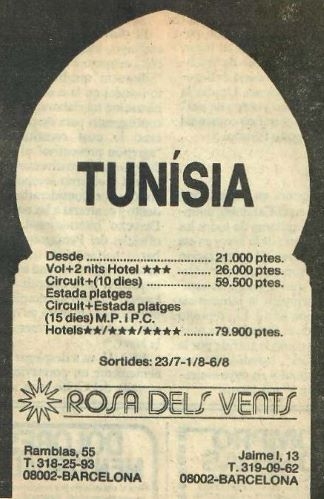 TUNÍSIA
Desde ........................ 21.000 ptes.
Vol+2 nits Hotel ★★★ ........... 26.000 ptes.
Circuit+(10 dies) ................ 59.500 ptes.
Estada platges
Circuit+Estada platges
(15 dies) M.P. i P.C.
Hotels★★/★★★/★★★★ .......... 79.900 ptes.
Sortides: 23/7-1/8-6/8
ROSA DELS VENTS
Ramblas, 55
T. 318-25-93
08002-BARCELONA
Jaime I, 13
T. 319-09-62
08002-BARCELONA